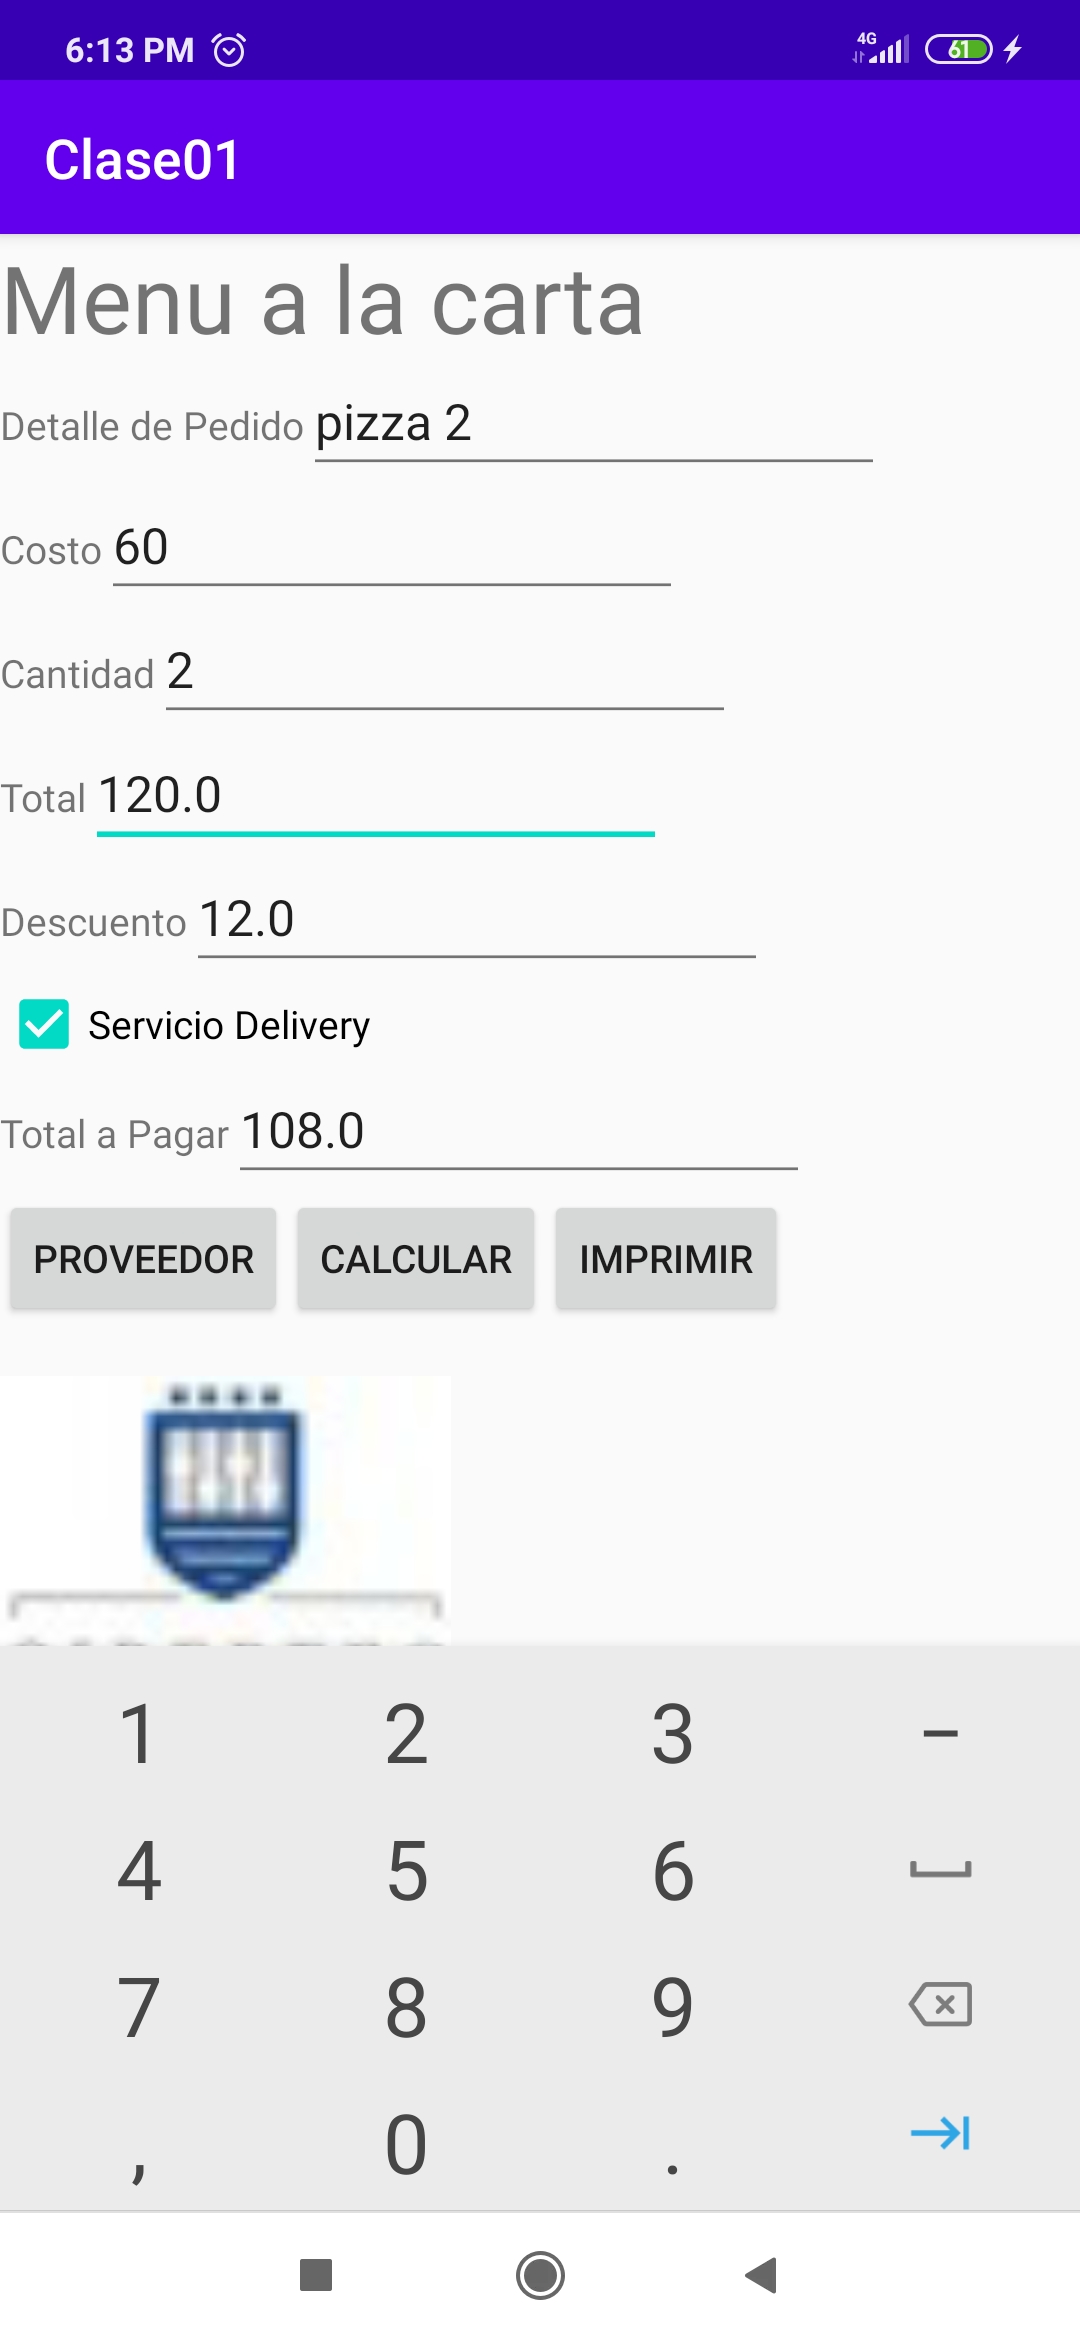 6:13 PM 4G 61
Clase01
Menu a la carta
Detalle de Pedido pizza 2
Costo 60
Cantidad 2
Total 120.0
Descuento 12.0
Servicio Delivery
Total a Pagar 108.0
PROVEEDOR CALCULAR IMPRIMIR
1 2 3 –
4 5 6
7 8 9
, 0 .